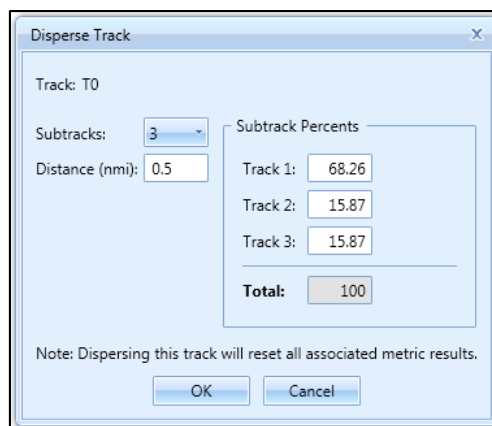 Disperse Track x
Track: T0
Subtracks: 3
Distance (nmi): 0.5
Subtrack Percents
Track 1: 68.26
Track 2: 15.87
Track 3: 15.87
Total: 100
Note: Dispersing this track will reset all associated metric results.
OK Cancel